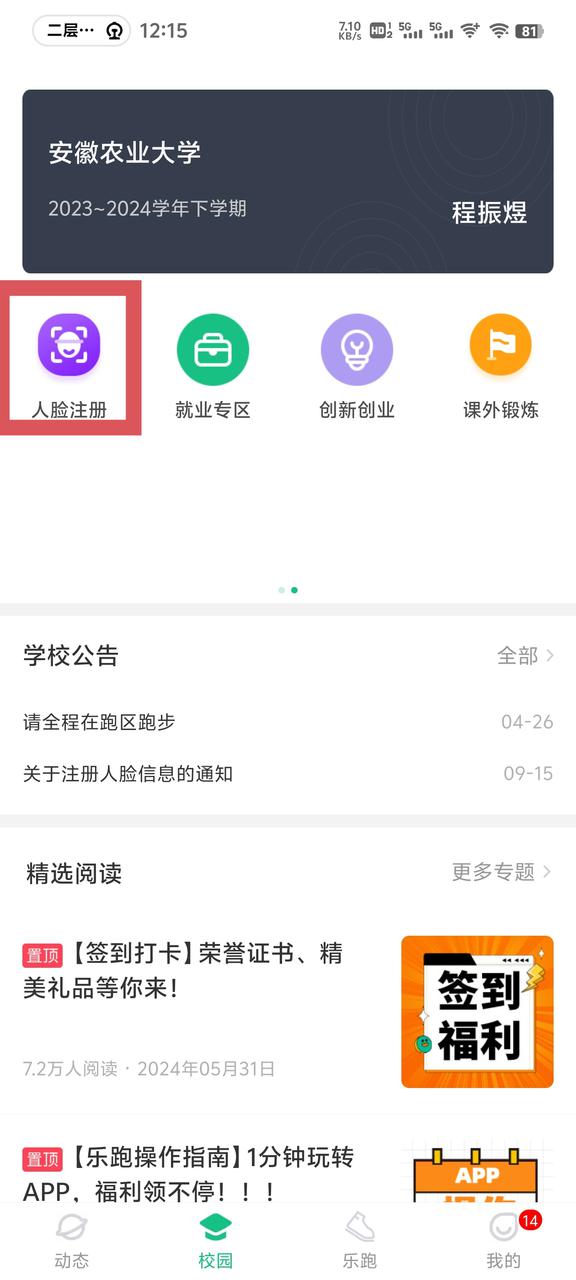 二层… 12:15 7.10 KB/s HD 1 2 5G 5G 81
安徽农业大学
2023~2024学年下学期
程振煜
人脸注册 就业专区 创新创业 课外锻炼
学校公告 全部
请全程在跑区跑步 04-26
关于注册人脸信息的通知 09-15
精选阅读 更多专题
置顶【签到打卡】荣誉证书、精
美礼品等你来！
签到
福利
7.2万人阅读 · 2024年05月31日
置顶【乐跑操作指南】1分钟玩转
APP，福利领不停！！！
APP
14
动态 校园 乐跑 我的